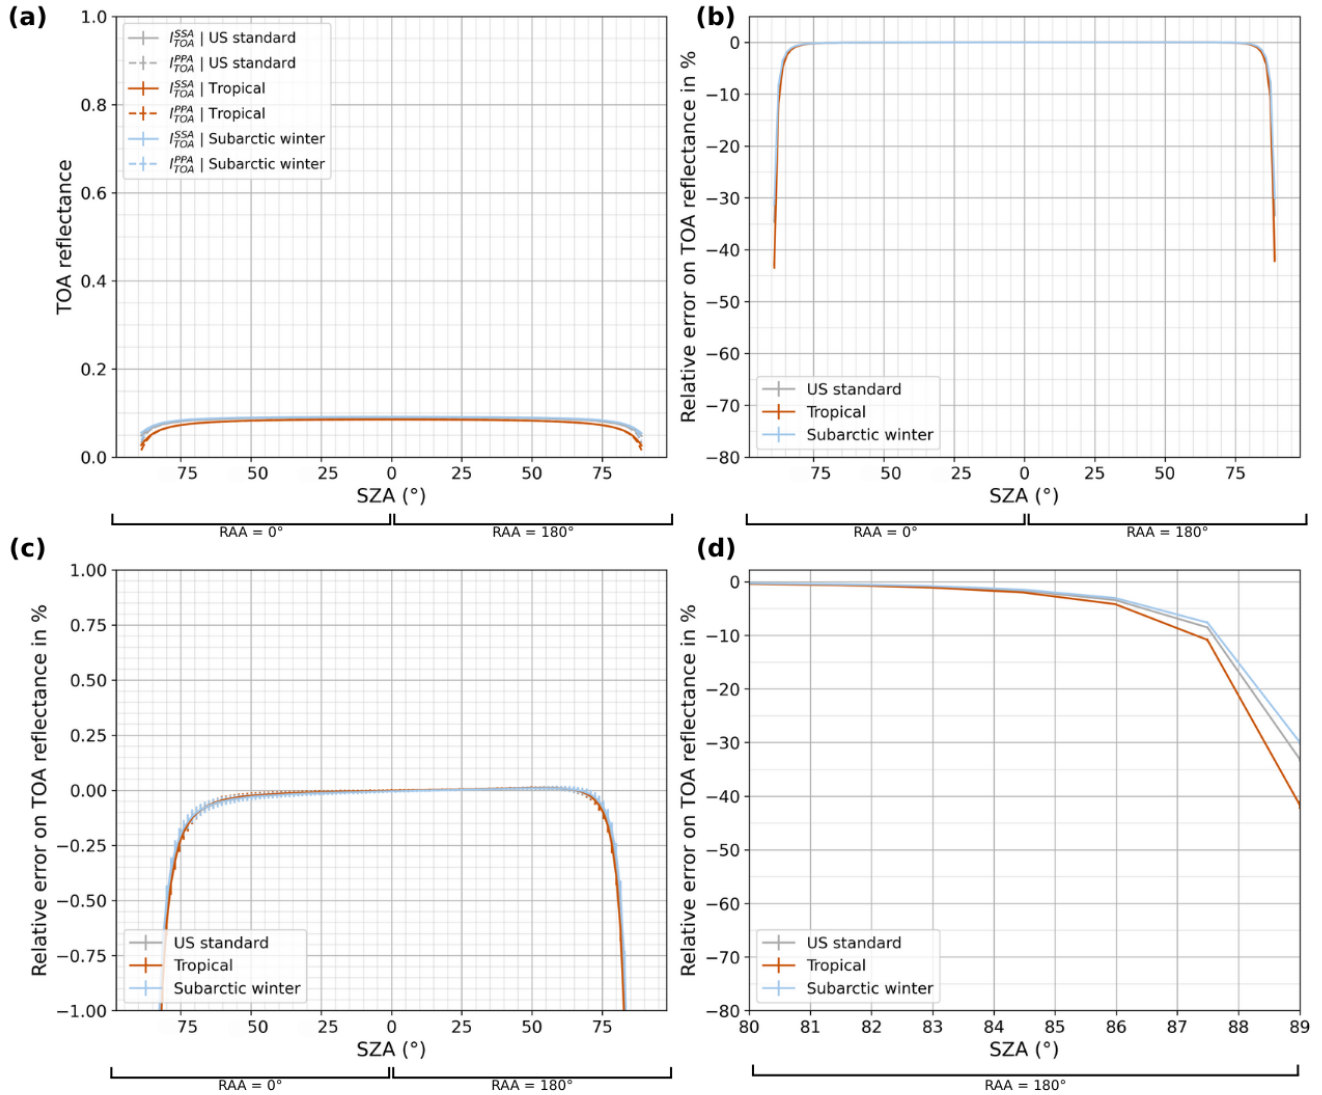 (a)
1.0
0.8
0.6
0.4
0.2
0.0
TOA reflectance
I^{SSA}_{TOA} | US standard
I^{PPA}_{TOA} | US standard
I^{SSA}_{TOA} | Tropical
I^{PPA}_{TOA} | Tropical
I^{SSA}_{TOA} | Subarctic winter
I^{PPA}_{TOA} | Subarctic winter
75 50 25 0 25 50 75
SZA (°)
RAA = 0° RAA = 180°
(b)
0
−10
−20
−30
−40
−50
−60
−70
−80
Relative error on TOA reflectance in %
US standard
Tropical
Subarctic winter
75 50 25 0 25 50 75
SZA (°)
RAA = 0° RAA = 180°
(c)
1.00
0.75
0.50
0.25
0.00
−0.25
−0.50
−0.75
−1.00
Relative error on TOA reflectance in %
US standard
Tropical
Subarctic winter
75 50 25 0 25 50 75
SZA (°)
RAA = 0° RAA = 180°
(d)
0
−10
−20
−30
−40
−50
−60
−70
−80
Relative error on TOA reflectance in %
US standard
Tropical
Subarctic winter
80 81 82 83 84 85 86 87 88 89
SZA (°)
RAA = 180°